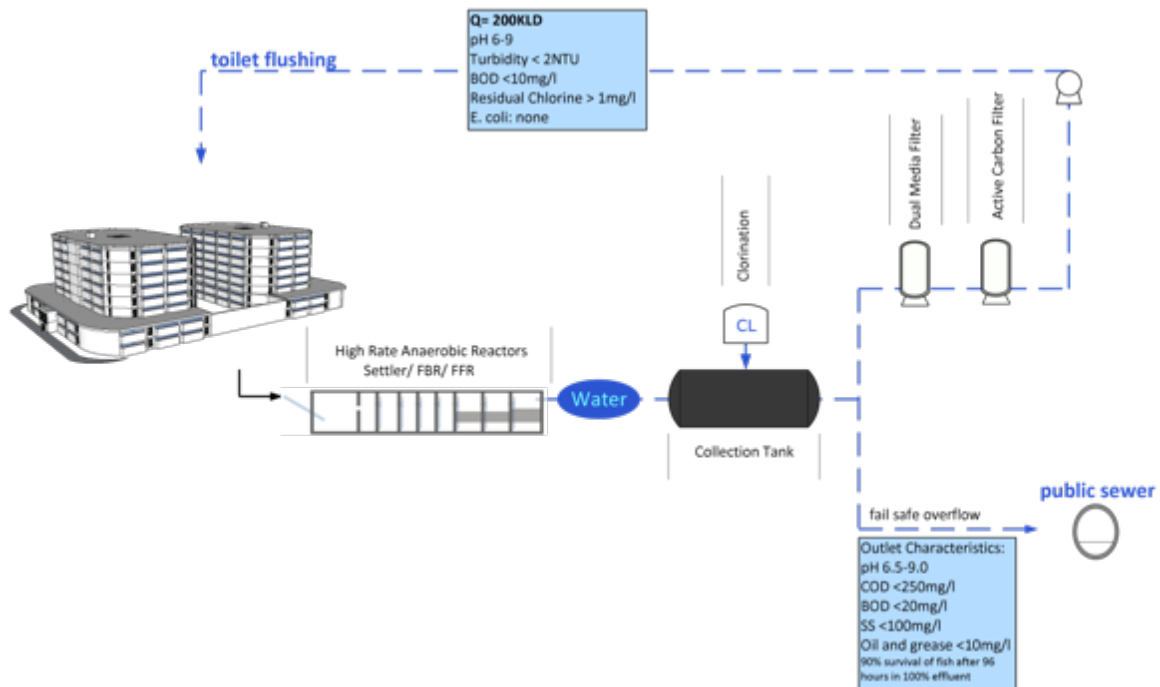 Q= 200KLD
pH 6-9
Turbidity < 2NTU
BOD <10mg/l
Residual Chlorine > 1mg/l
E. coli: none
toilet flushing
Dual Media Filter
Active Carbon Filter
Clorination
CL
High Rate Anaerobic Reactors
Settler/ FBR/ FFR
Water
Collection Tank
public sewer
fail safe overflow
Outlet Characteristics:
pH 6.5-9.0
COD <250mg/l
BOD <20mg/l
SS <100mg/l
Oil and grease <10mg/l
90% survival of fish after 96
hours in 100% effluent